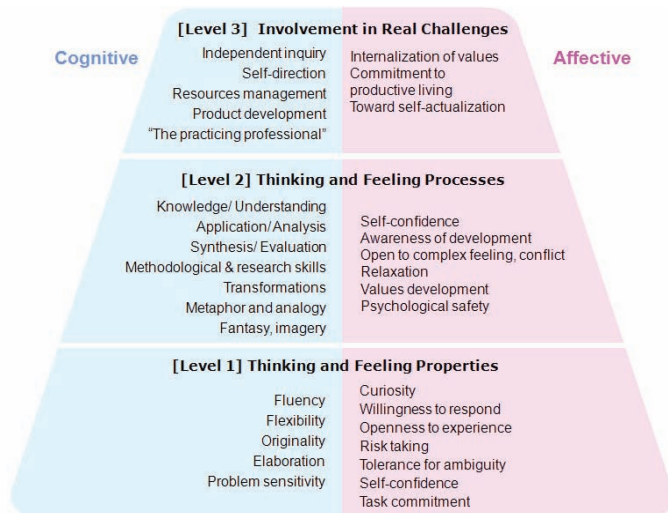 [Level 3] Involvement in Real Challenges
Cognitive
Affective
Independent inquiry
Self-direction
Resources management
Product development
"The practicing professional"
Internalization of values
Commitment to
productive living
Toward self-actualization
[Level 2] Thinking and Feeling Processes
Knowledge/ Understanding
Application/ Analysis
Synthesis/ Evaluation
Methodological & research skills
Transformations
Metaphor and analogy
Fantasy, imagery
Self-confidence
Awareness of development
Open to complex feeling, conflict
Relaxation
Values development
Psychological safety
[Level 1] Thinking and Feeling Properties
Fluency
Flexibility
Originality
Elaboration
Problem sensitivity
Curiosity
Willingness to respond
Openness to experience
Risk taking
Tolerance for ambiguity
Self-confidence
Task commitment